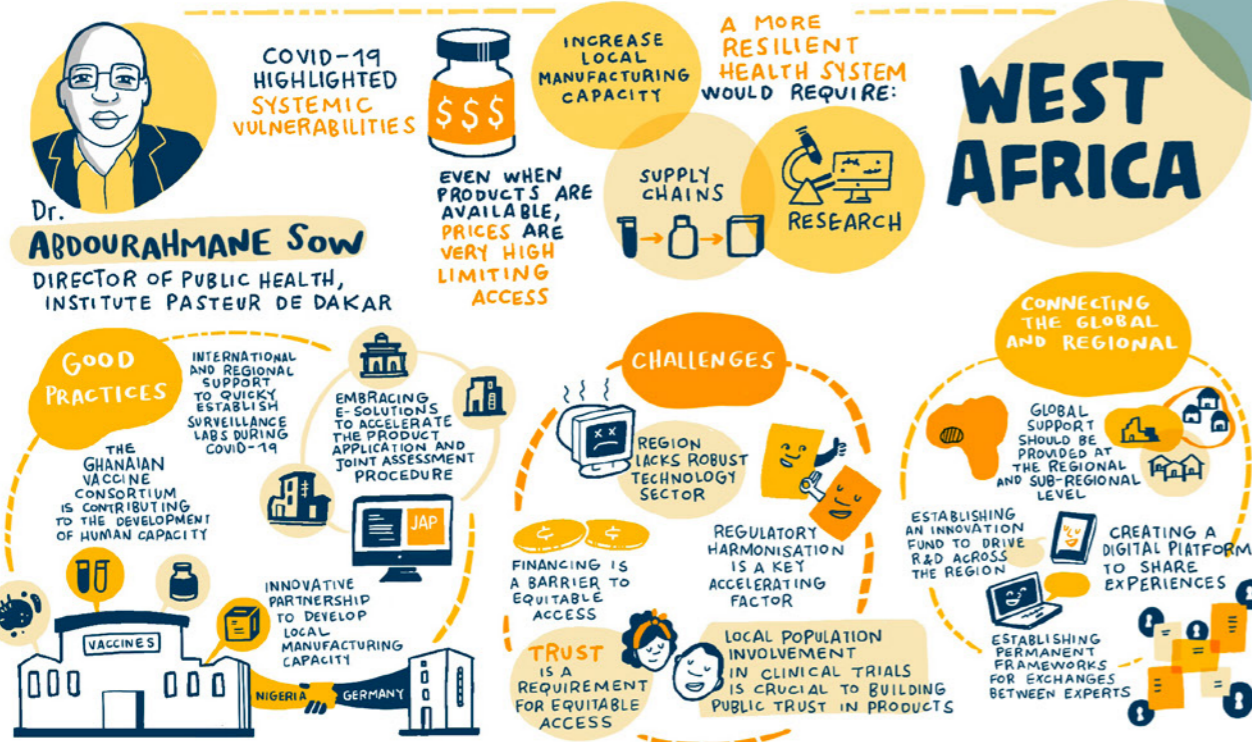 Dr.
ABDOURAHMANE SOW
DIRECTOR OF PUBLIC HEALTH,
INSTITUTE PASTEUR DE DAKAR
COVID-19
HIGHLIGHTED
SYSTEMIC
VULNERABILITIES
$$$
EVEN WHEN
PRODUCTS ARE
AVAILABLE,
PRICES ARE
VERY HIGH
LIMITING
ACCESS
INCREASE
LOCAL
MANUFACTURING
CAPACITY
A MORE
RESILIENT
HEALTH SYSTEM
WOULD REQUIRE:
SUPPLY
CHAINS
RESEARCH
WEST
AFRICA
GOOD
PRACTICES
INTERNATIONAL
AND REGIONAL
SUPPORT
TO QUICKY
ESTABLISH
SURVEILLANCE
LABS DURING
COVID-19
THE
GHANAIAN
VACCINE
CONSORTIUM
IS CONTRIBUTING
TO THE DEVELOPMENT
OF HUMAN CAPACITY
EMBRACING
E-SOLUTIONS
TO ACCELERATE
THE PRODUCT
APPLICATION AND
JOINT ASSESSMENT
PROCEDURE
JAP
INNOVATIVE
PARTNERSHIP
TO DEVELOP
LOCAL
MANUFACTURING
CAPACITY
VACCINES
NIGERIA
GERMANY
CHALLENGES
REGION
LACKS ROBUST
TECHNOLOGY
SECTOR
¢ ¢
FINANCING IS
A BARRIER TO
EQUITABLE
ACCESS
REGULATORY
HARMONISATION
IS A KEY
ACCELERATING
FACTOR
TRUST
IS A
REQUIREMENT
FOR EQUITABLE
ACCESS
LOCAL POPULATION
INVOLVEMENT
IN CLINICAL TRIALS
IS CRUCIAL TO BUILDING
PUBLIC TRUST IN PRODUCTS
CONNECTING
THE GLOBAL
AND REGIONAL
GLOBAL
SUPPORT
SHOULD BE
PROVIDED AT
THE REGIONAL
AND SUB-REGIONAL
LEVEL
ESTABLISHING
AN INNOVATION
FUND TO DRIVE
R&D ACROSS
THE REGION
CREATING A
DIGITAL PLATFORM
TO SHARE
EXPERIENCES
ESTABLISHING
PERMANENT
FRAMEWORKS
FOR EXCHANGES
BETWEEN EXPERTS